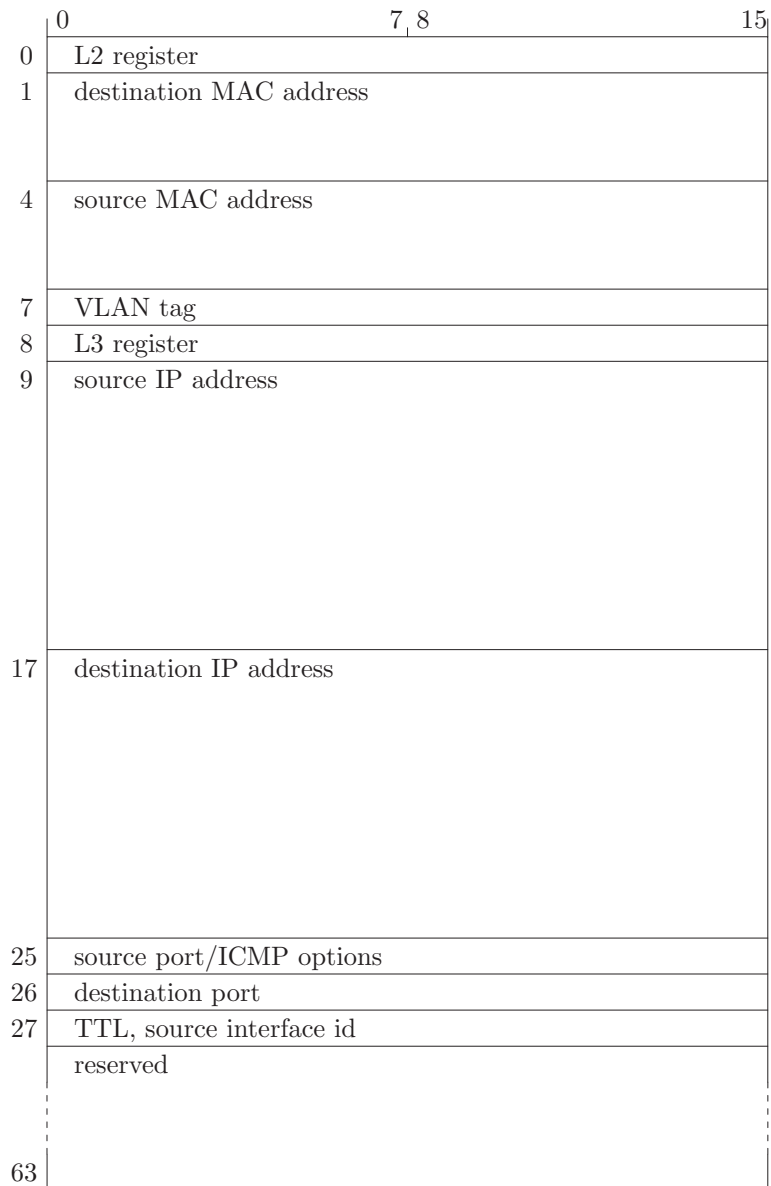 0 7 8 15
0 L2 register
1 destination MAC address
4 source MAC address
7 VLAN tag
8 L3 register
9 source IP address
17 destination IP address
25 source port/ICMP options
26 destination port
27 TTL, source interface id
reserved
63